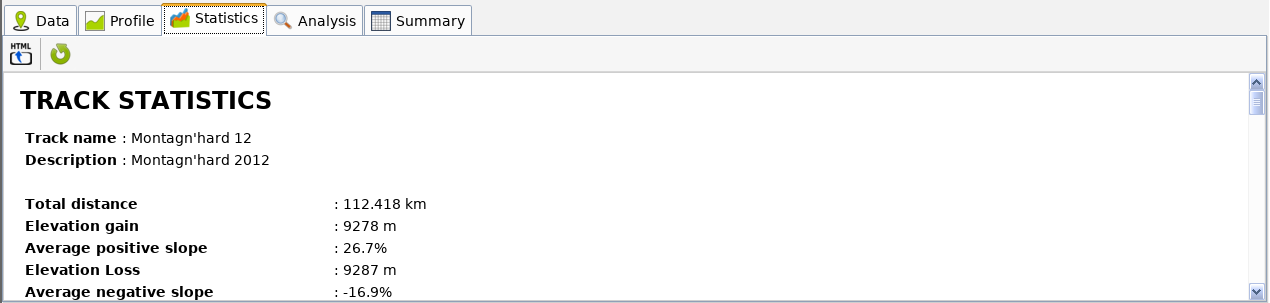 Data Profile Statistics Analysis Summary
HTML
TRACK STATISTICS
Track name : Montagn'hard 12
Description : Montagn'hard 2012
Total distance : 112.418 km
Elevation gain : 9278 m
Average positive slope : 26.7%
Elevation Loss : 9287 m
Average negative slope : -16.9%